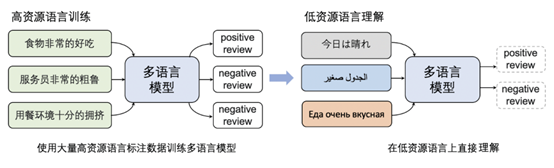 高资源语言训练
食物非常的好吃
服务员非常的粗鲁
用餐环境十分的拥挤
多语言
模型
positive
review
negative
review
negative
review
使用大量高资源语言标注数据训练多语言模型
低资源语言理解
今日は晴れ
الجدول صغير
Еда очень вкусная
多语言
模型
positive
review
negative
review
在低资源语言上直接理解